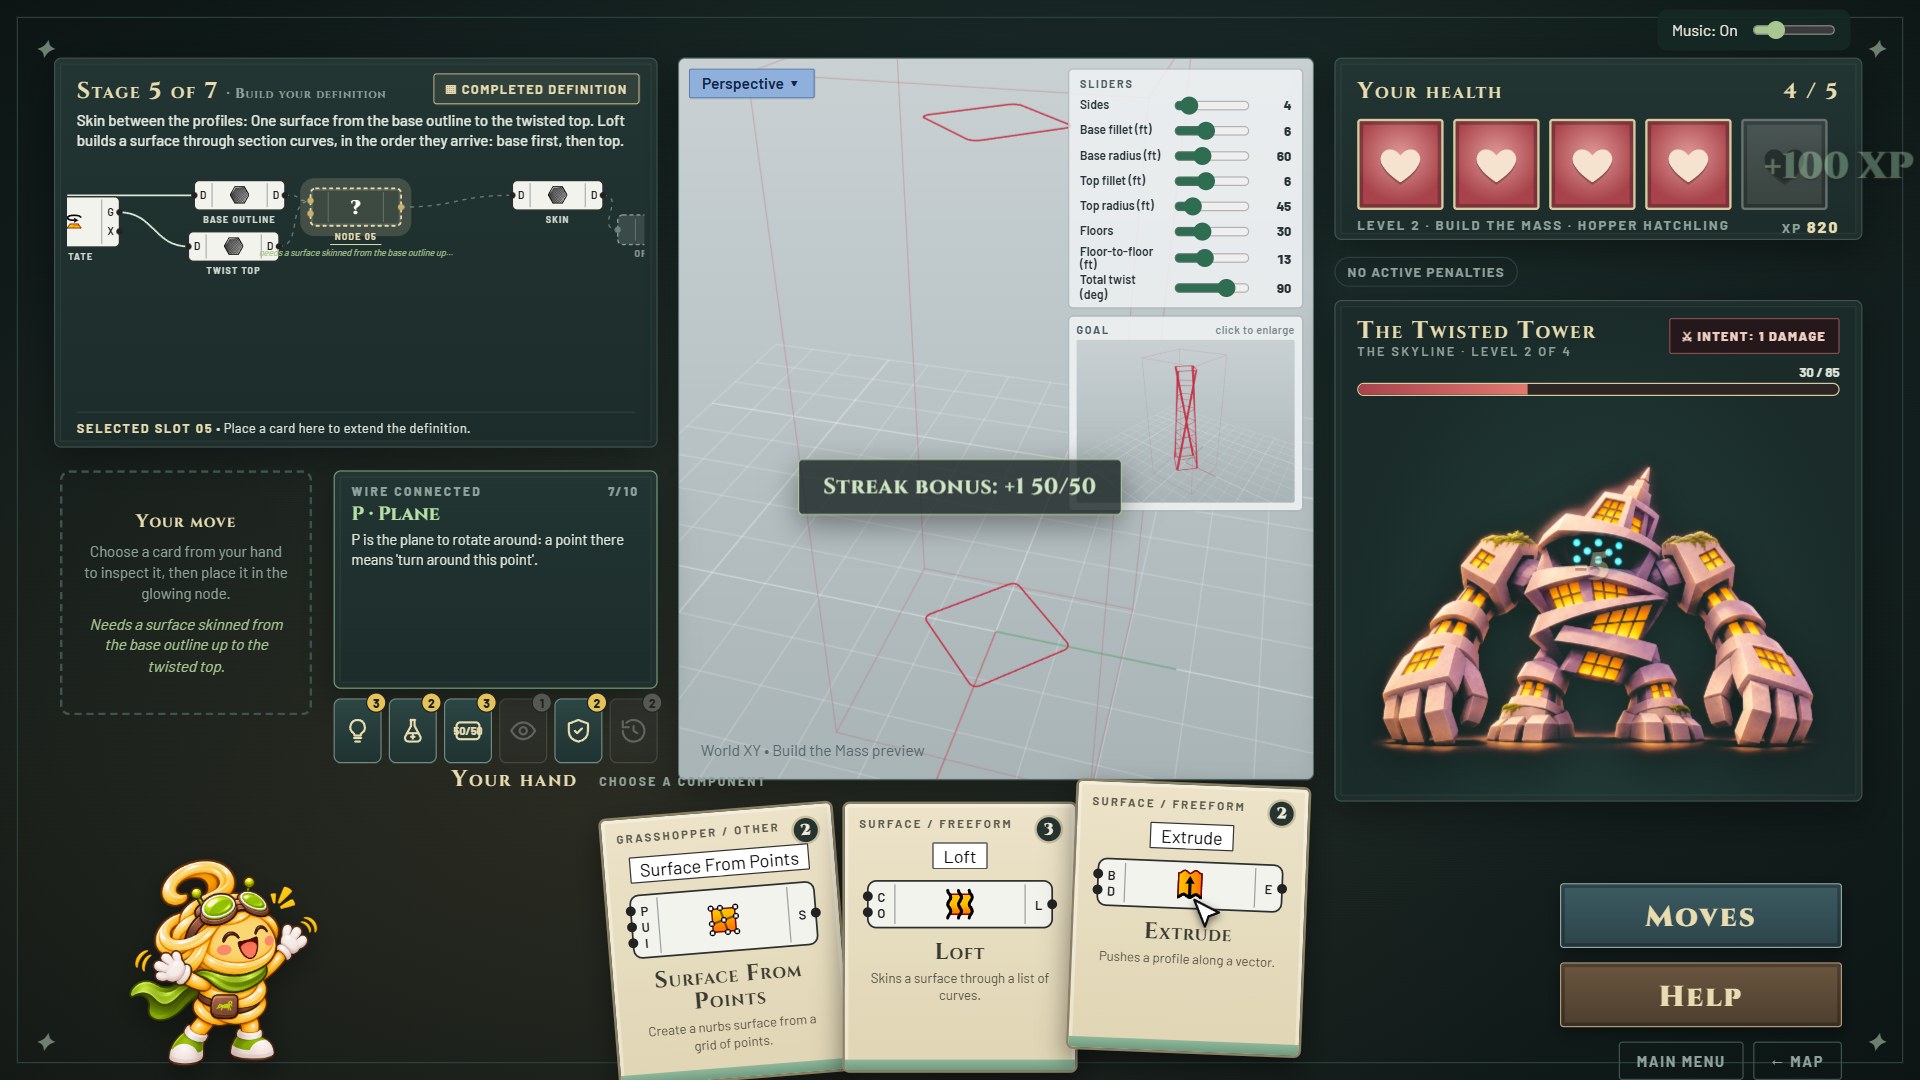 Music: On
STAGE 5 OF 7 · BUILD YOUR DEFINITION
COMPLETED DEFINITION
Skin between the profiles: One surface from the base outline to the twisted top. Loft
builds a surface through section curves, in the order they arrive: base first, then top.
D D
BASE OUTLINE
?
NODE 05
D D
SKIN
G
X
TATE
D D
TWIST TOP
a surface skinned from the base outline up...
OF
SELECTED SLOT 05 • Place a card here to extend the definition.
YOUR MOVE
Choose a card from your hand
to inspect it, then place it in the
glowing node.
Needs a surface skinned from
the base outline up to the
twisted top.
WIRE CONNECTED 7/10
P · PLANE
P is the plane to rotate around: a point there
means 'turn around this point'.
3 2 3 1 2 2
50/50
YOUR HAND CHOOSE A COMPONENT
Perspective ▼
SLIDERS
Sides 4
Base fillet (ft) 6
Base radius (ft) 60
Top fillet (ft) 6
Top radius (ft) 45
Floors 30
Floor-to-floor
(ft) 13
Total twist
(deg) 90
GOAL click to enlarge
STREAK BONUS: +1 50/50
World XY • Build the Mass preview
YOUR HEALTH 4 / 5
+100 XP
LEVEL 2 · BUILD THE MASS · HOPPER HATCHLING XP 820
NO ACTIVE PENALTIES
THE TWISTED TOWER
THE SKYLINE · LEVEL 2 OF 4
INTENT: 1 DAMAGE
30 / 85
GRASSHOPPER / OTHER 2
Surface From Points
P
U
I
S
SURFACE FROM
POINTS
Create a nurbs surface from a
grid of points.
SURFACE / FREEFORM 3
Loft
C
O
L
LOFT
Skins a surface through a list of
curves.
SURFACE / FREEFORM 2
Extrude
B
D
E
EXTRUDE
Pushes a profile along a vector.
MOVES
HELP
MAIN MENU
← MAP